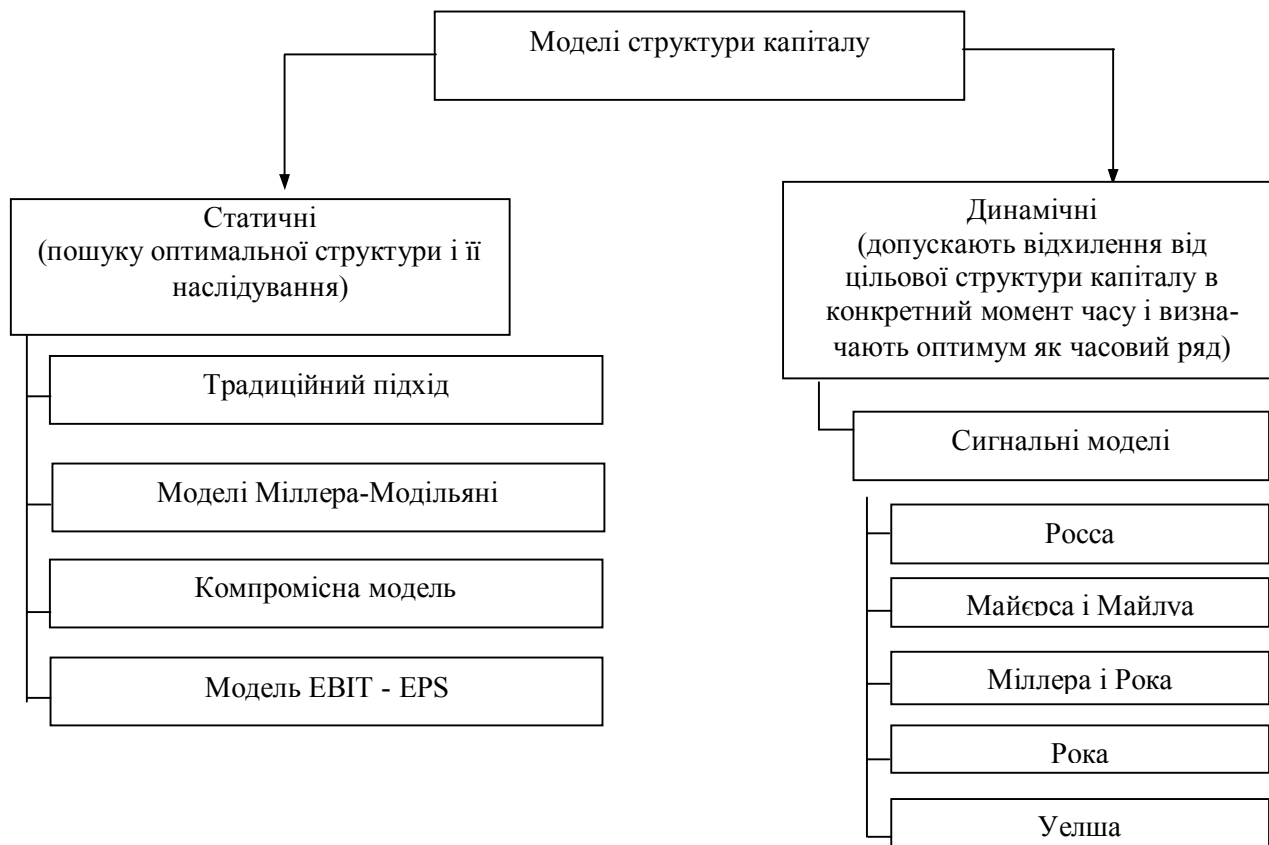 Моделі структури капіталу
Статичні
(пошуку оптимальної структури і її
наслідування)
Традиційний підхід
Моделі Міллера-Модільяні
Компромісна модель
Модель EBIT - EPS
Динамічні
(допускають відхилення від
цільової структури капіталу в
конкретний момент часу і визна-
чають оптимум як часовий ряд)
Сигнальні моделі
Росса
Майєрса і Майлуа
Міллера і Рока
Рока
Уелша